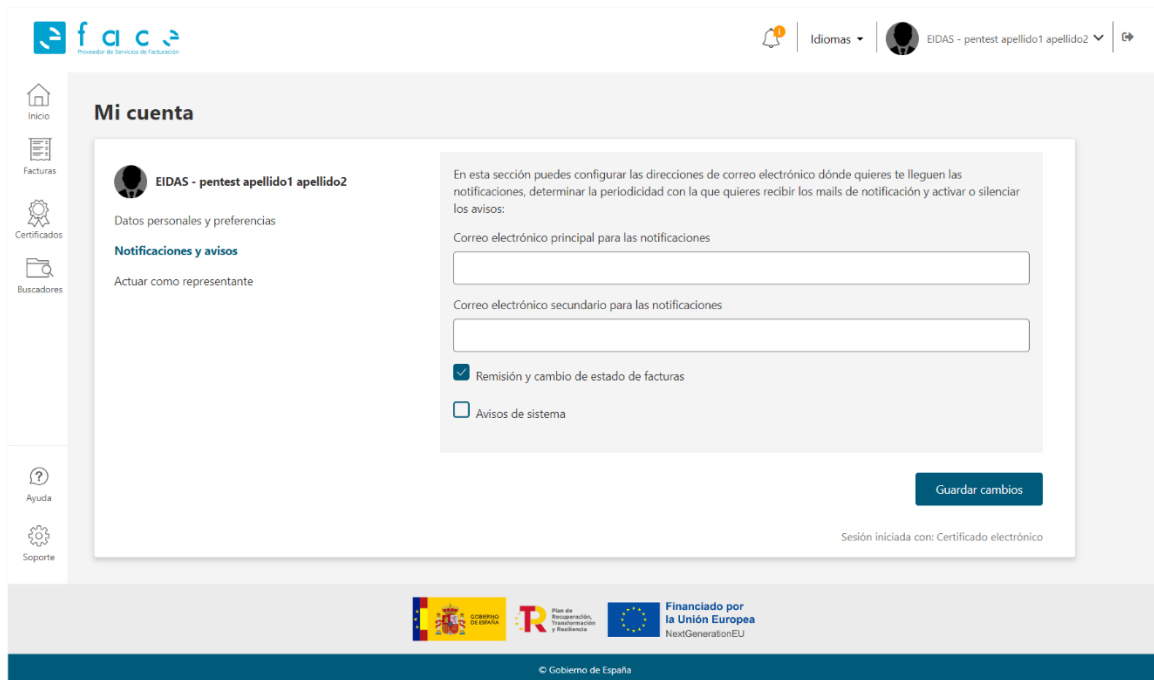 face
Proveedor de Servicios de Facturación
1
Idiomas
EIDAS - pentest apellido1 apellido2
Inicio
Facturas
Certificados
Buscadores
Ayuda
Soporte
Mi cuenta
EIDAS - pentest apellido1 apellido2
Datos personales y preferencias
Notificaciones y avisos
Actuar como representante
En esta sección puedes configurar las direcciones de correo electrónico dónde quieres te lleguen las
notificaciones, determinar la periodicidad con la que quieres recibir los mails de notificación y activar o silenciar
los avisos:
Correo electrónico principal para las notificaciones
Correo electrónico secundario para las notificaciones
Remisión y cambio de estado de facturas
Avisos de sistema
Guardar cambios
Sesión iniciada con: Certificado electrónico
GOBIERNO
DE ESPAÑA
Plan de
Recuperación,
Transformación
y Resiliencia
Financiado por
la Unión Europea
NextGenerationEU
© Gobierno de España